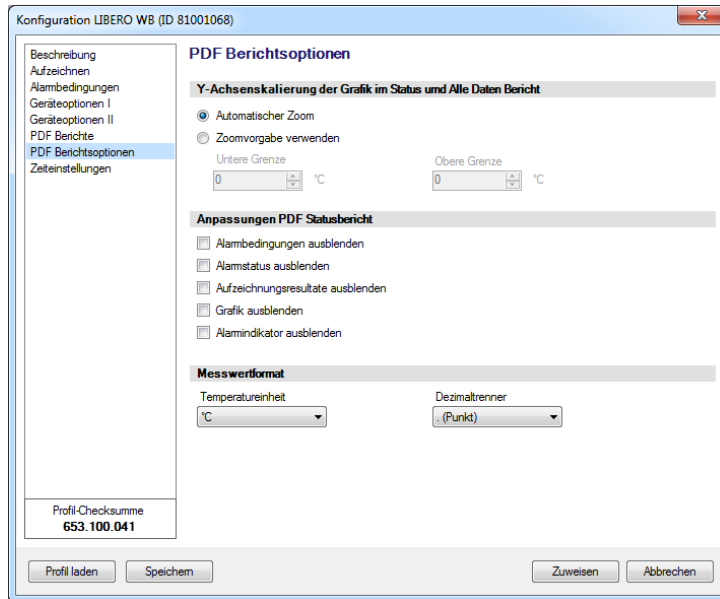 Konfiguration LIBERO WB (ID 81001068)
Beschreibung
Aufzeichnen
Alarmbedingungen
Geräteoptionen I
Geräteoptionen II
PDF Berichte
PDF Berichtsoptionen
Zeiteinstellungen
Profil-Checksumme
653.100.041
PDF Berichtsoptionen
Y-Achsenskalierung der Grafik im Status umd Alle Daten Bericht
Automatischer Zoom
Zoomvorgabe verwenden
Untere Grenze Obere Grenze
0 °C 0 °C
Anpassungen PDF Statusbericht
Alarmbedingungen ausblenden
Alarmstatus ausblenden
Aufzeichnungsresultate ausblenden
Grafik ausblenden
Alarmindikator ausblenden
Messwertformat
Temperatureinheit Dezimaltrenner
°C . (Punkt)
Profil laden Speichern Zuweisen Abbrechen